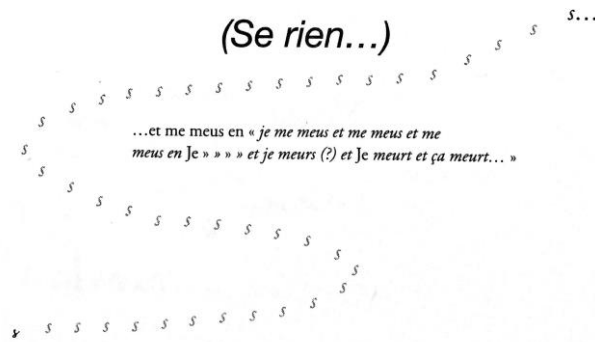 s…
(Se rien…)
s s s s s s s s s s s s s s s s s
…et me meus en « je me meus et me meus et me
s
meus en Je » » » » et je meurs (?) et Je meurt et ça meurt… »
s s s s s s s s s s s s
s s s s s s s s s s s